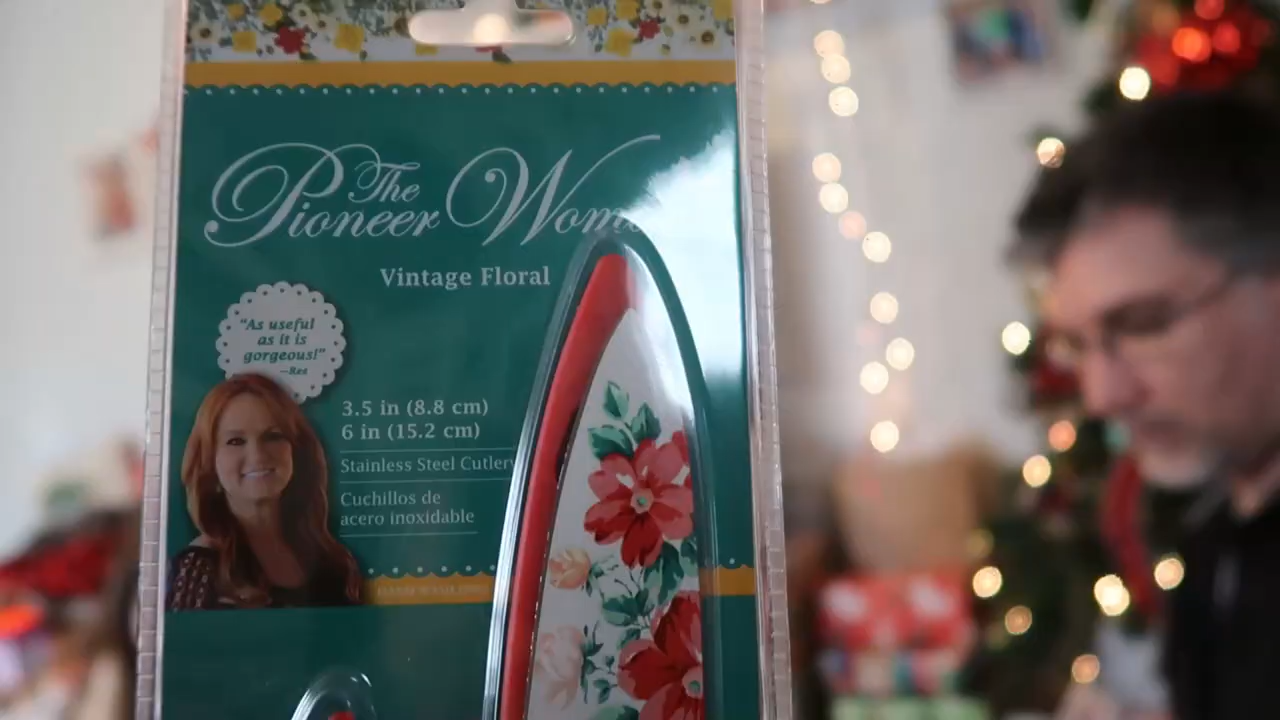 The
Pioneer Wom
Vintage Floral
"As useful
as it is
gorgeous!"
—Ree
3.5 in (8.8 cm)
6 in (15.2 cm)
Stainless Steel Cutlery
Cuchillos de
acero inoxidable